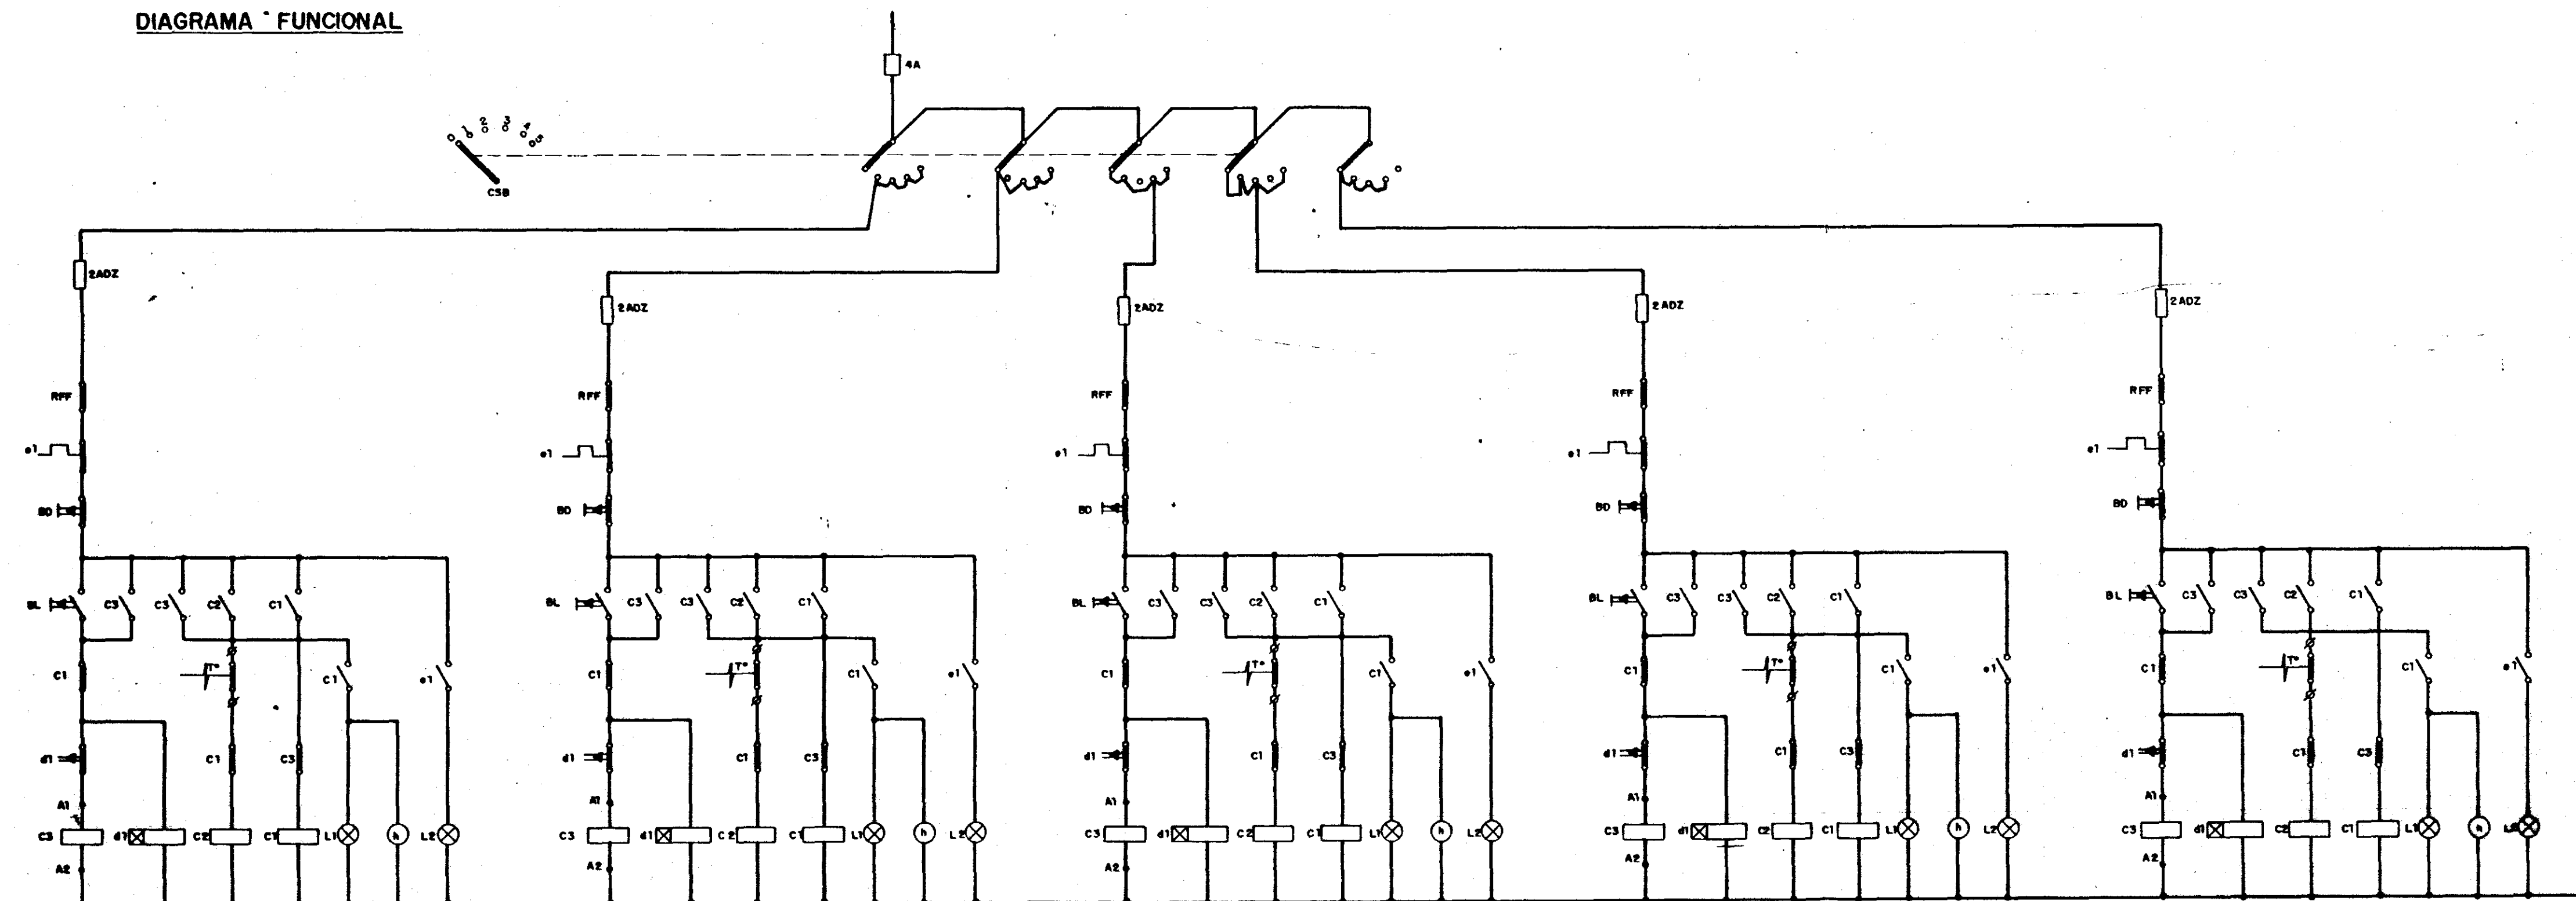 DIAGRAMA FUNCIONAL
4A
0 1 2 3 4 5
CSB
2ADZ 2ADZ 2ADZ 2ADZ 2ADZ
RFF RFF RFF RFF RFF
e1 e1 e1 e1 e1
BD BD BD BD BD
BL C3 C3 C2 C1 BL C3 C3 C2 C1 BL C3 C3 C2 C1 BL C3 C3 C2 C1 BL C3 C3 C2 C1
C1 T° C1 e1 C1 T° C1 e1 C1 T° C1 e1 C1 T° C1 e1 C1 T° C1 e1
d1 C1 C3 d1 C1 C3 d1 C1 C3 d1 C1 C3 d1 C1 C3
A1 A1 A1 A1 A1
C3 d1 C2 C1 L1 h L2 C3 d1 C2 C1 L1 h L2 C3 d1 C2 C1 L1 h L2 C3 d1 C2 C1 L1 h L2 C3 d1 C2 C1 L1 h L2
A2 A2 A2 A2 A2